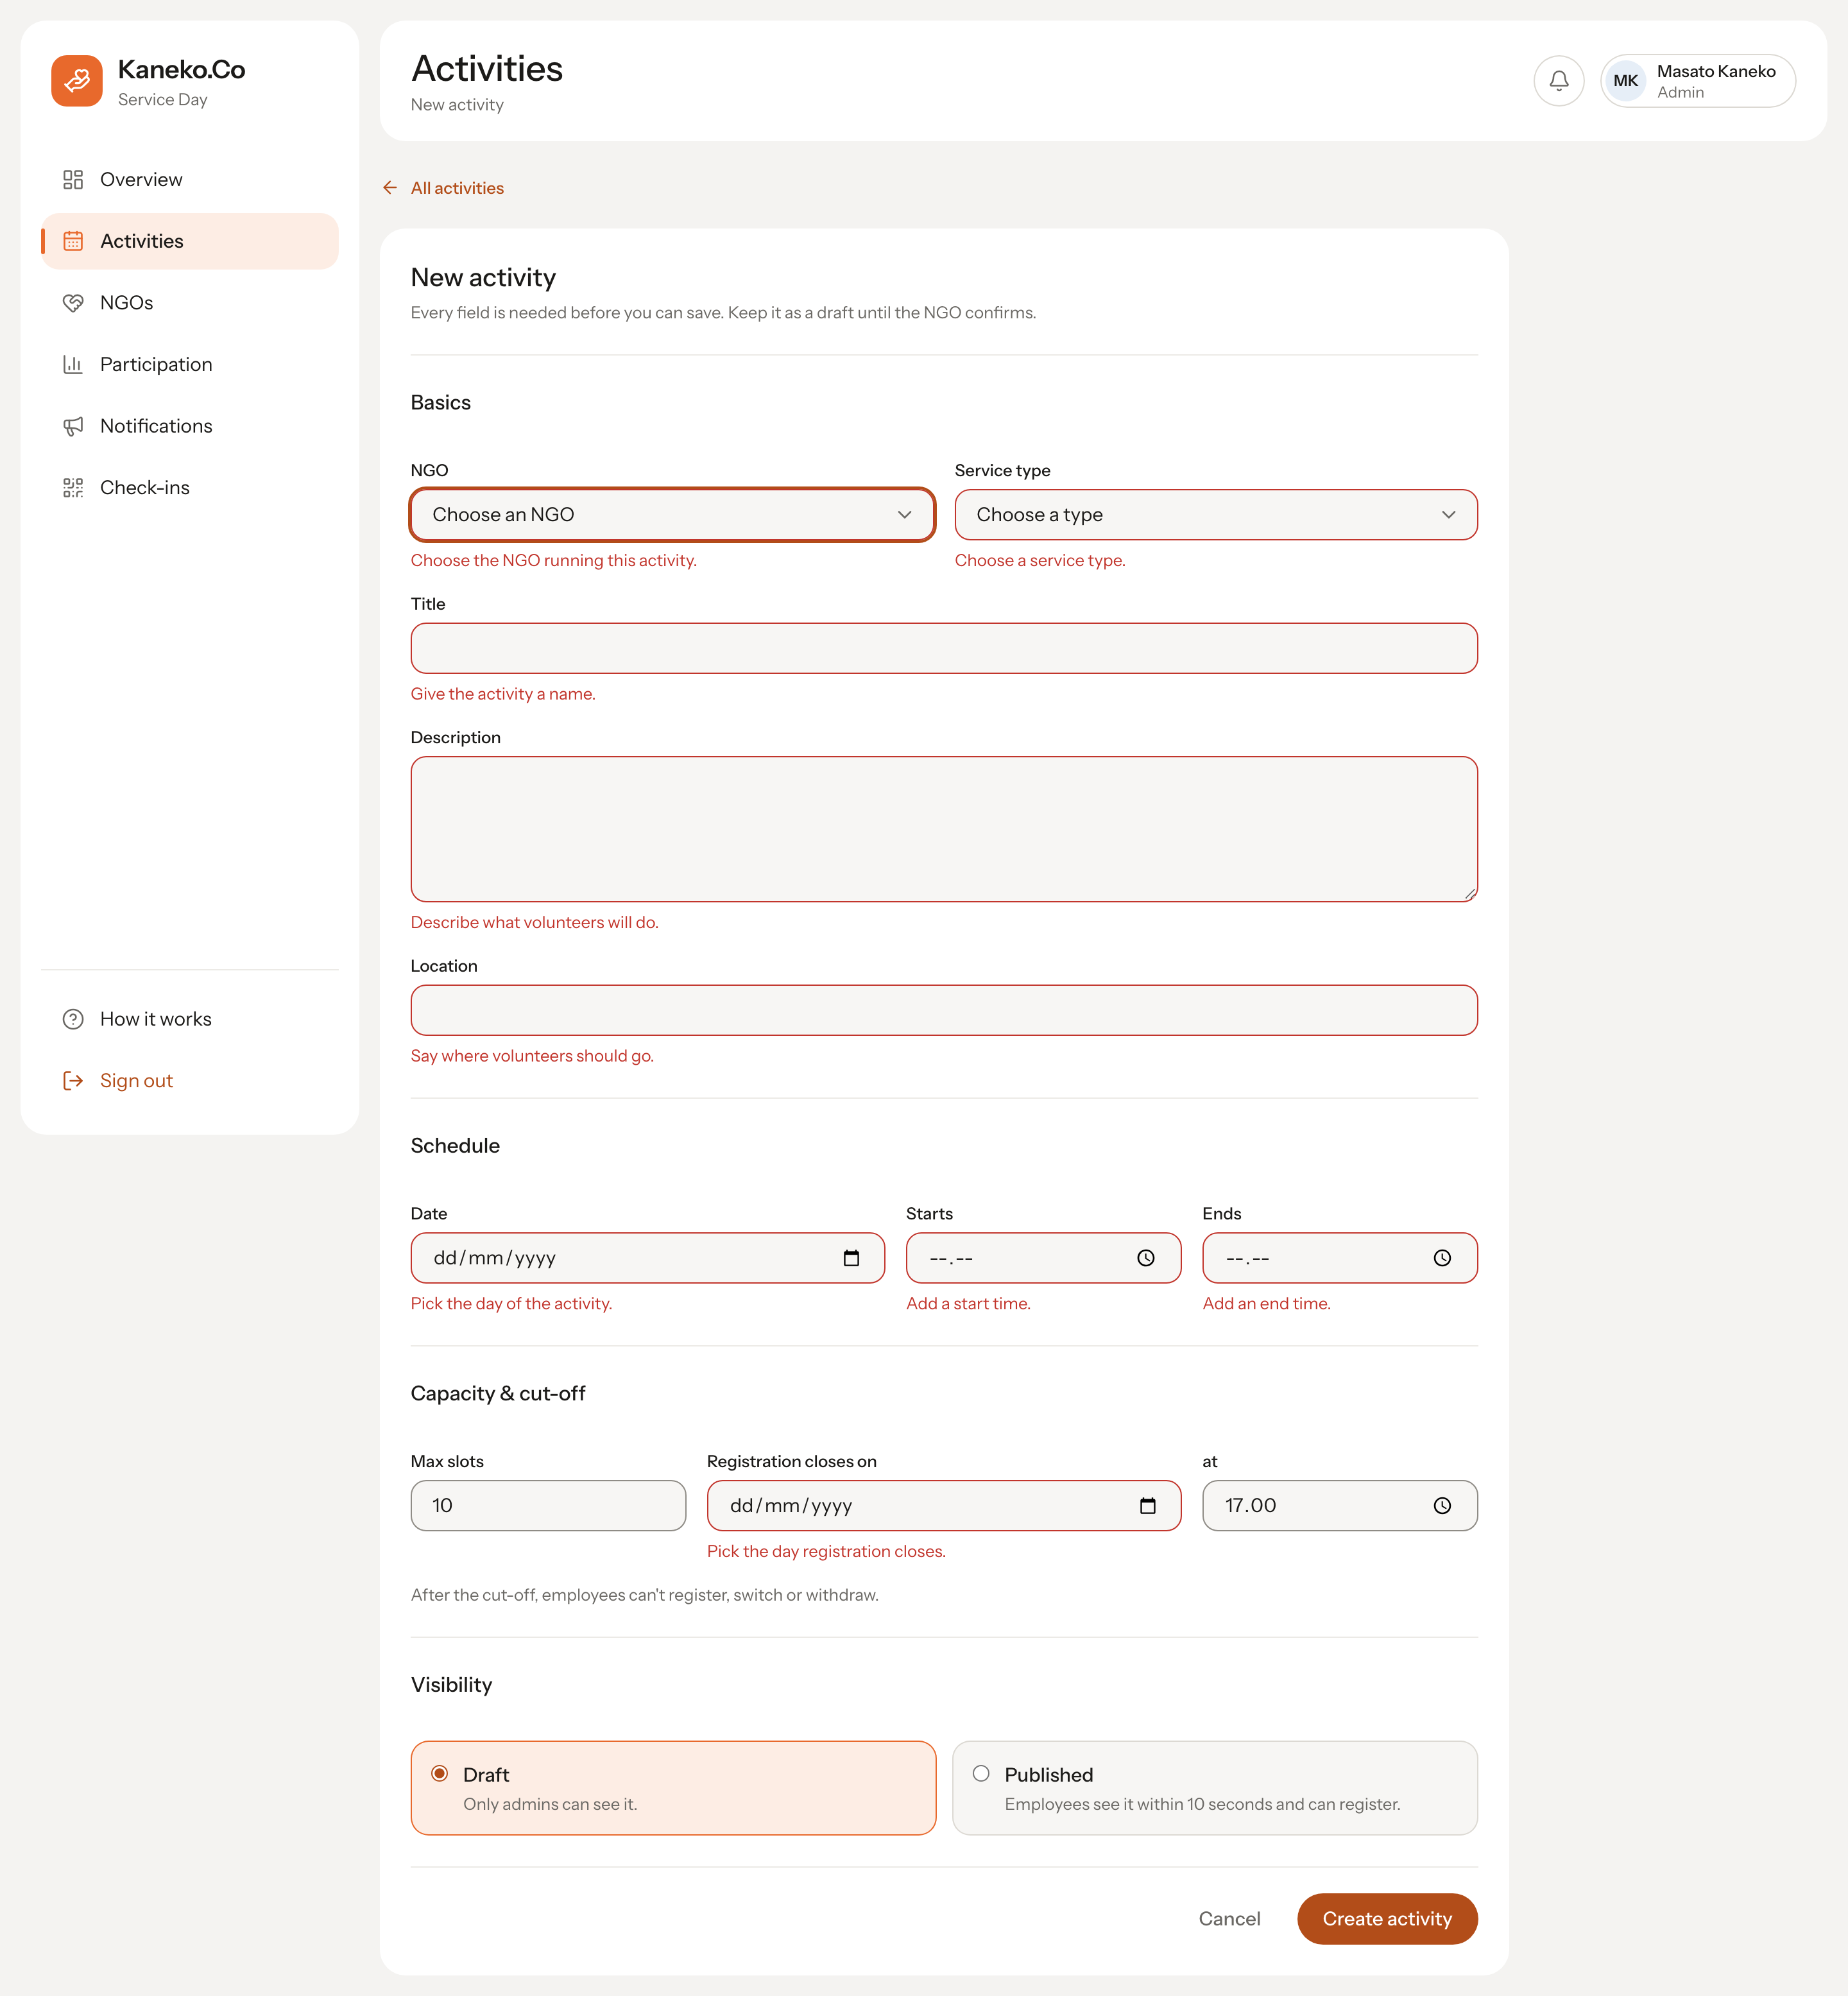 Kaneko.Co
Service Day
Overview
Activities
NGOs
Participation
Notifications
Check-ins
How it works
Sign out
Activities
New activity
MK
Masato Kaneko
Admin
All activities
New activity
Every field is needed before you can save. Keep it as a draft until the NGO confirms.
Basics
NGO
Choose an NGO
Choose the NGO running this activity.
Service type
Choose a type
Choose a service type.
Title
Give the activity a name.
Description
Describe what volunteers will do.
Location
Say where volunteers should go.
Schedule
Date
dd/mm/yyyy
Pick the day of the activity.
Starts
--.--
Add a start time.
Ends
--.--
Add an end time.
Capacity & cut-off
Max slots
10
Registration closes on
dd/mm/yyyy
Pick the day registration closes.
at
17.00
After the cut-off, employees can't register, switch or withdraw.
Visibility
Draft
Only admins can see it.
Published
Employees see it within 10 seconds and can register.
Cancel
Create activity